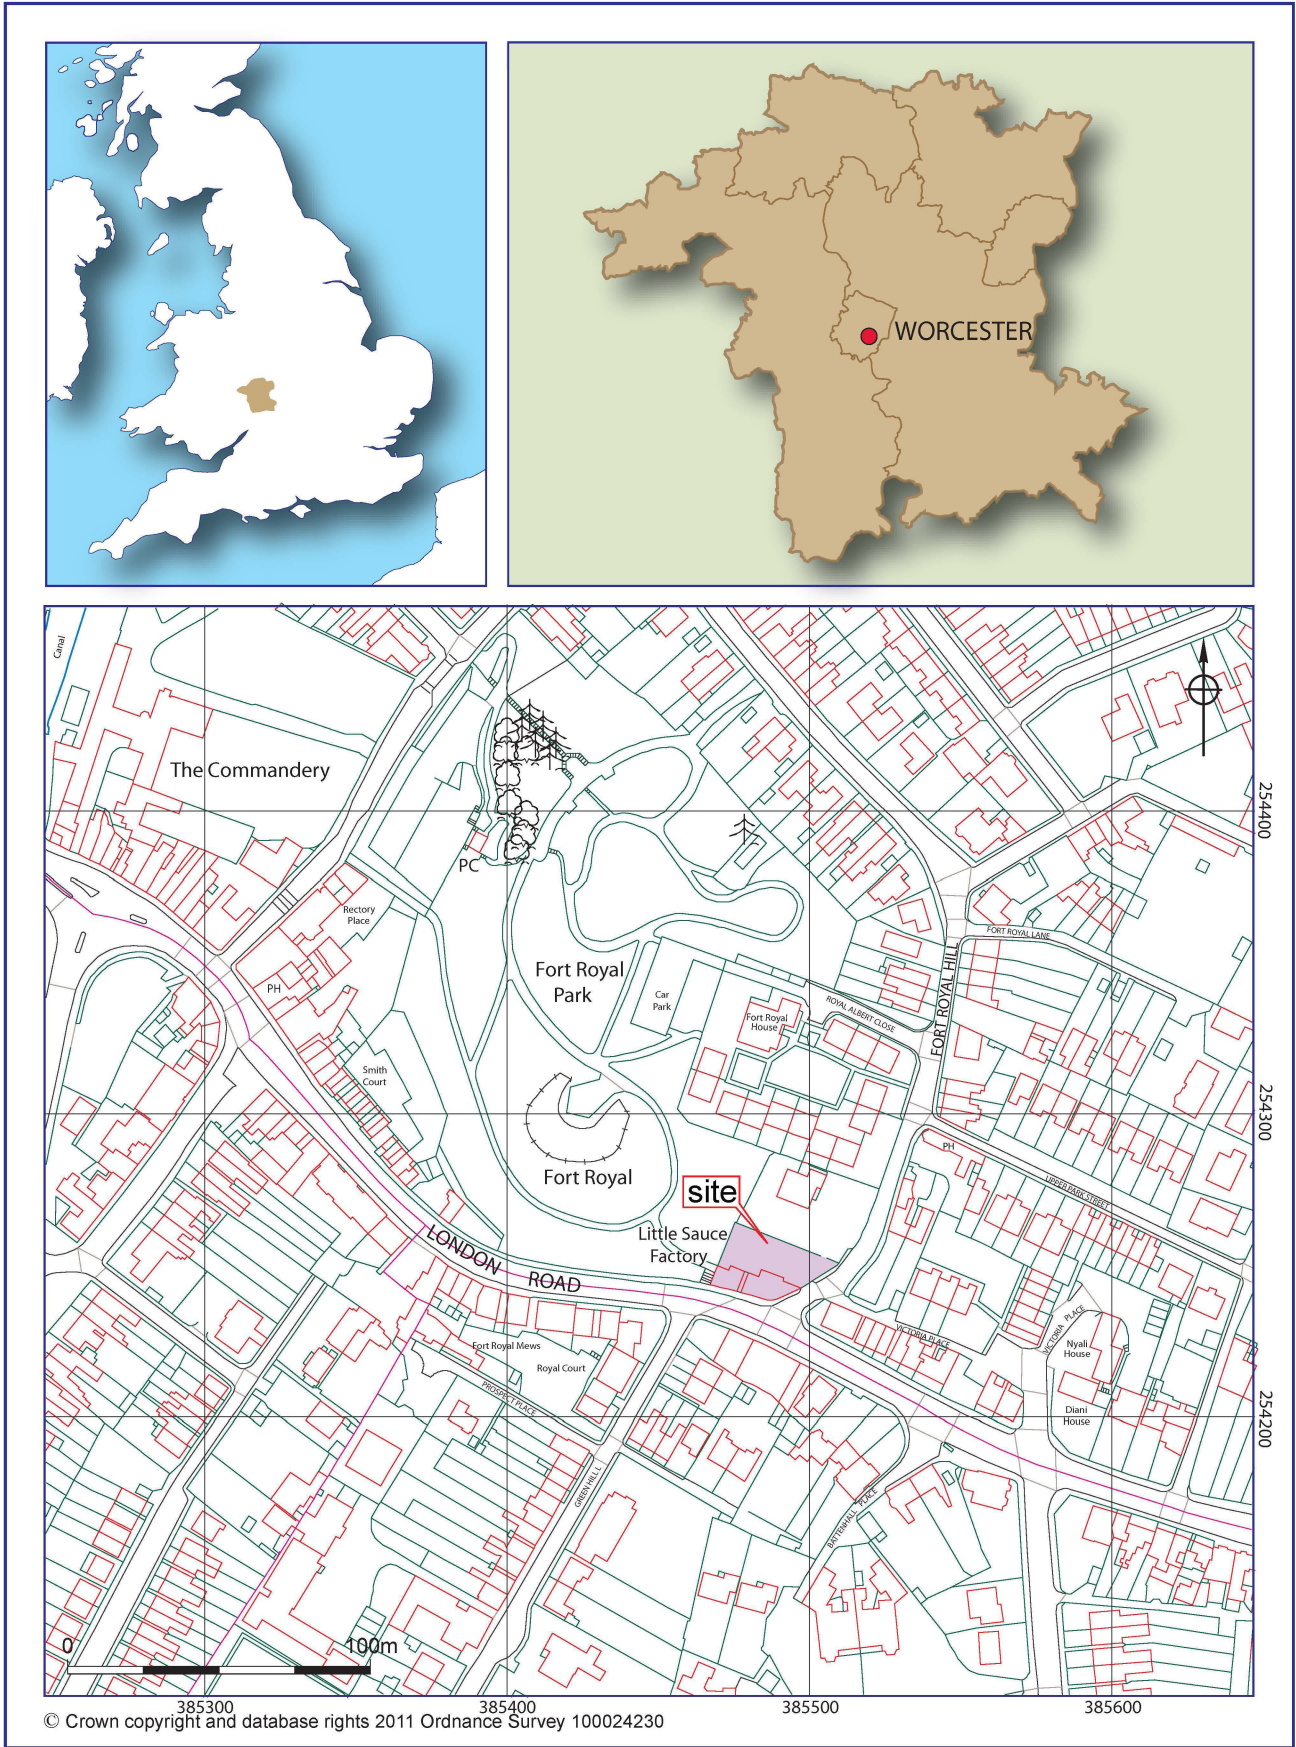 WORCESTER
Canal
The Commandery
PC
Rectory
Place
PH
Smith
Court
Fort Royal
Park
Car
Park
Fort Royal
House
ROYAL ALBERT CLOSE
FORT ROYAL HILL
FORT ROYAL LANE
254400
254300
254200
Fort Royal
PH
UPPER PARK STREET
site
Little Sauce
Factory
LONDON ROAD
VICTORIA PLACE
VICTORIA PLACE
Nyali
House
Diani
House
Fort Royal Mews
Royal Court
PROSPECT PLACE
GREEN HILL L
BATTENHALL PLACE
0 100m
385300 385400 385500 385600
© Crown copyright and database rights 2011 Ordnance Survey 100024230